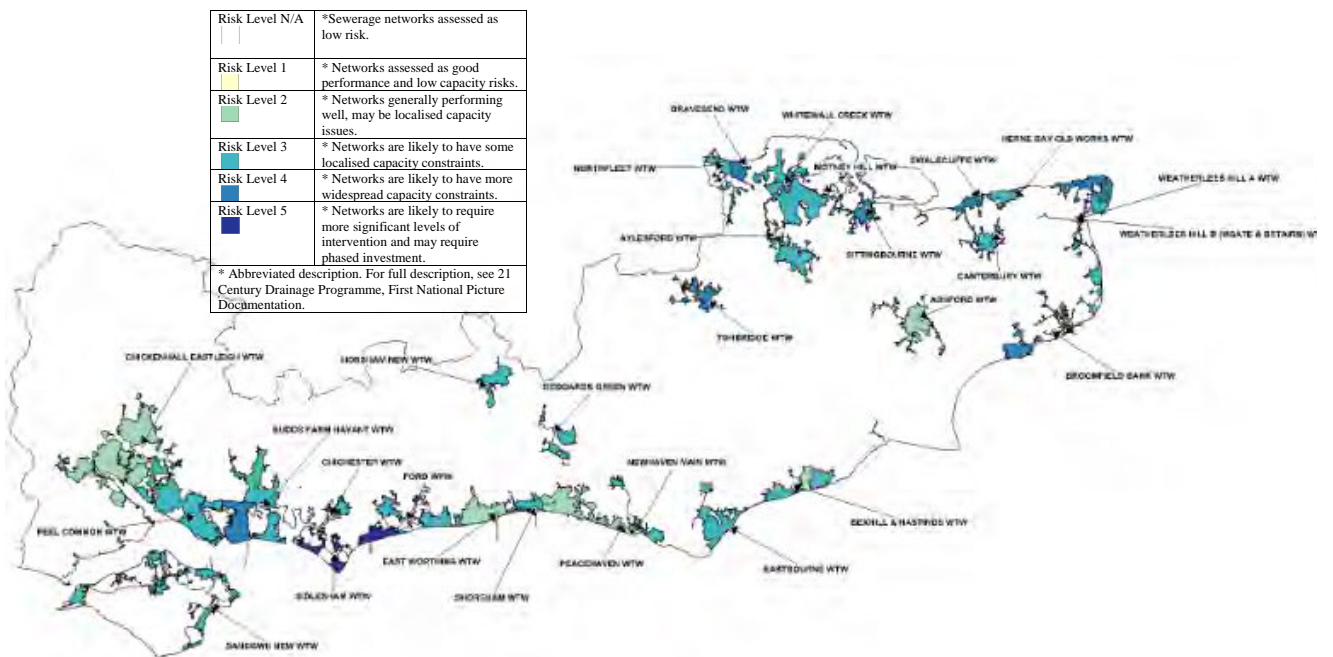 Risk Level N/A
*Sewerage networks assessed as
low risk.
Risk Level 1
* Networks assessed as good
performance and low capacity risks.
Risk Level 2
* Networks generally performing
well, may be localised capacity
issues.
Risk Level 3
* Networks are likely to have some
localised capacity constraints.
Risk Level 4
* Networks are likely to have more
widespread capacity constraints.
Risk Level 5
* Networks are likely to require
more significant levels of
intervention and may require
phased investment.
* Abbreviated description. For full description, see 21
Century Drainage Programme, First National Picture
Documentation.
GRAVESEND WTW
WHITEWALL CREEK WTW
HERNE BAY OLD WORKS WTW
NORTHFLEET WTW
MOTNEY HILL WTW
SWALECLIFFE WTW
WEATHERLEES HILL A WTW
AYLESFORD WTW
SITTINGBOURNE WTW
CANTERBURY WTW
ASHFORD WTW
TONBRIDGE WTW
BROOMFIELD BANK WTW
CHICKENHALL EASTLEIGH WTW
HORSHAM NEW WTW
GODDARDS GREEN WTW
BUDDS FARM HAVANT WTW
CHICHESTER WTW
FORD WTW
NEWHAVEN MAIN WTW
PEEL COMMON WTW
EAST WORTHING WTW
PEACEHAVEN WTW
BEXHILL & HASTINGS WTW
EASTBOURNE WTW
SIDLESHAM WTW
SHOREHAM WTW
SANDOWN NEW WTW